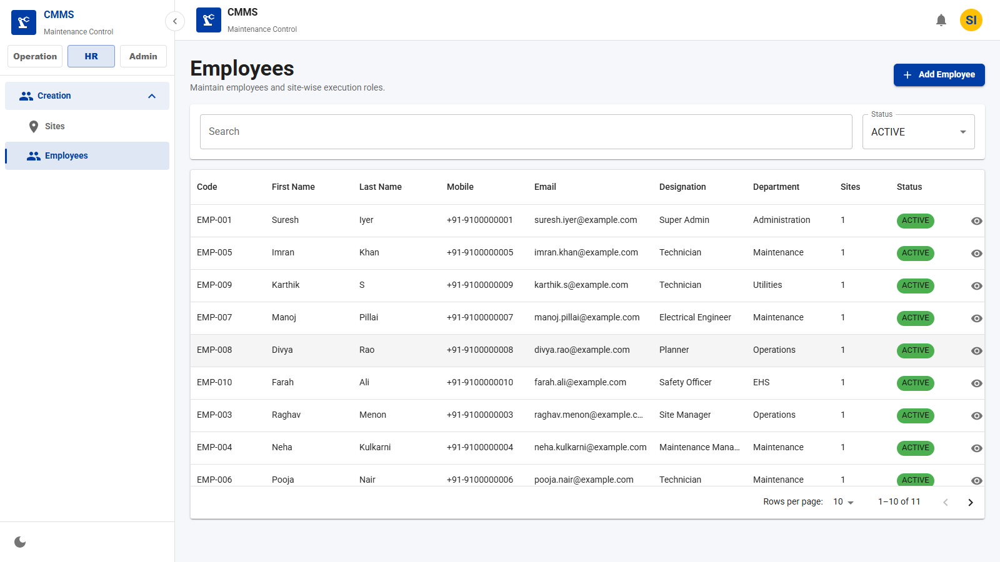 CMMS
Maintenance Control
Operation HR Admin
Creation
Sites
Employees
CMMS
Maintenance Control
SI
Employees
Maintain employees and site-wise execution roles.
Add Employee
Search
Status
ACTIVE
Code First Name Last Name Mobile Email Designation Department Sites Status
EMP-001 Suresh Iyer +91-9100000001 suresh.iyer@example.com Super Admin Administration 1 ACTIVE
EMP-005 Imran Khan +91-9100000005 imran.khan@example.com Technician Maintenance 1 ACTIVE
EMP-009 Karthik S +91-9100000009 karthik.s@example.com Technician Utilities 1 ACTIVE
EMP-007 Manoj Pillai +91-9100000007 manoj.pillai@example.com Electrical Engineer Maintenance 1 ACTIVE
EMP-008 Divya Rao +91-9100000008 divya.rao@example.com Planner Operations 1 ACTIVE
EMP-010 Farah Ali +91-9100000010 farah.ali@example.com Safety Officer EHS 1 ACTIVE
EMP-003 Raghav Menon +91-9100000003 raghav.menon@example.c... Site Manager Operations 1 ACTIVE
EMP-004 Neha Kulkarni +91-9100000004 neha.kulkarni@example.com Maintenance Mana... Maintenance 1 ACTIVE
EMP-006 Pooja Nair +91-9100000006 pooja.nair@example.com Technician Maintenance 1 ACTIVE
Rows per page: 10 1–10 of 11